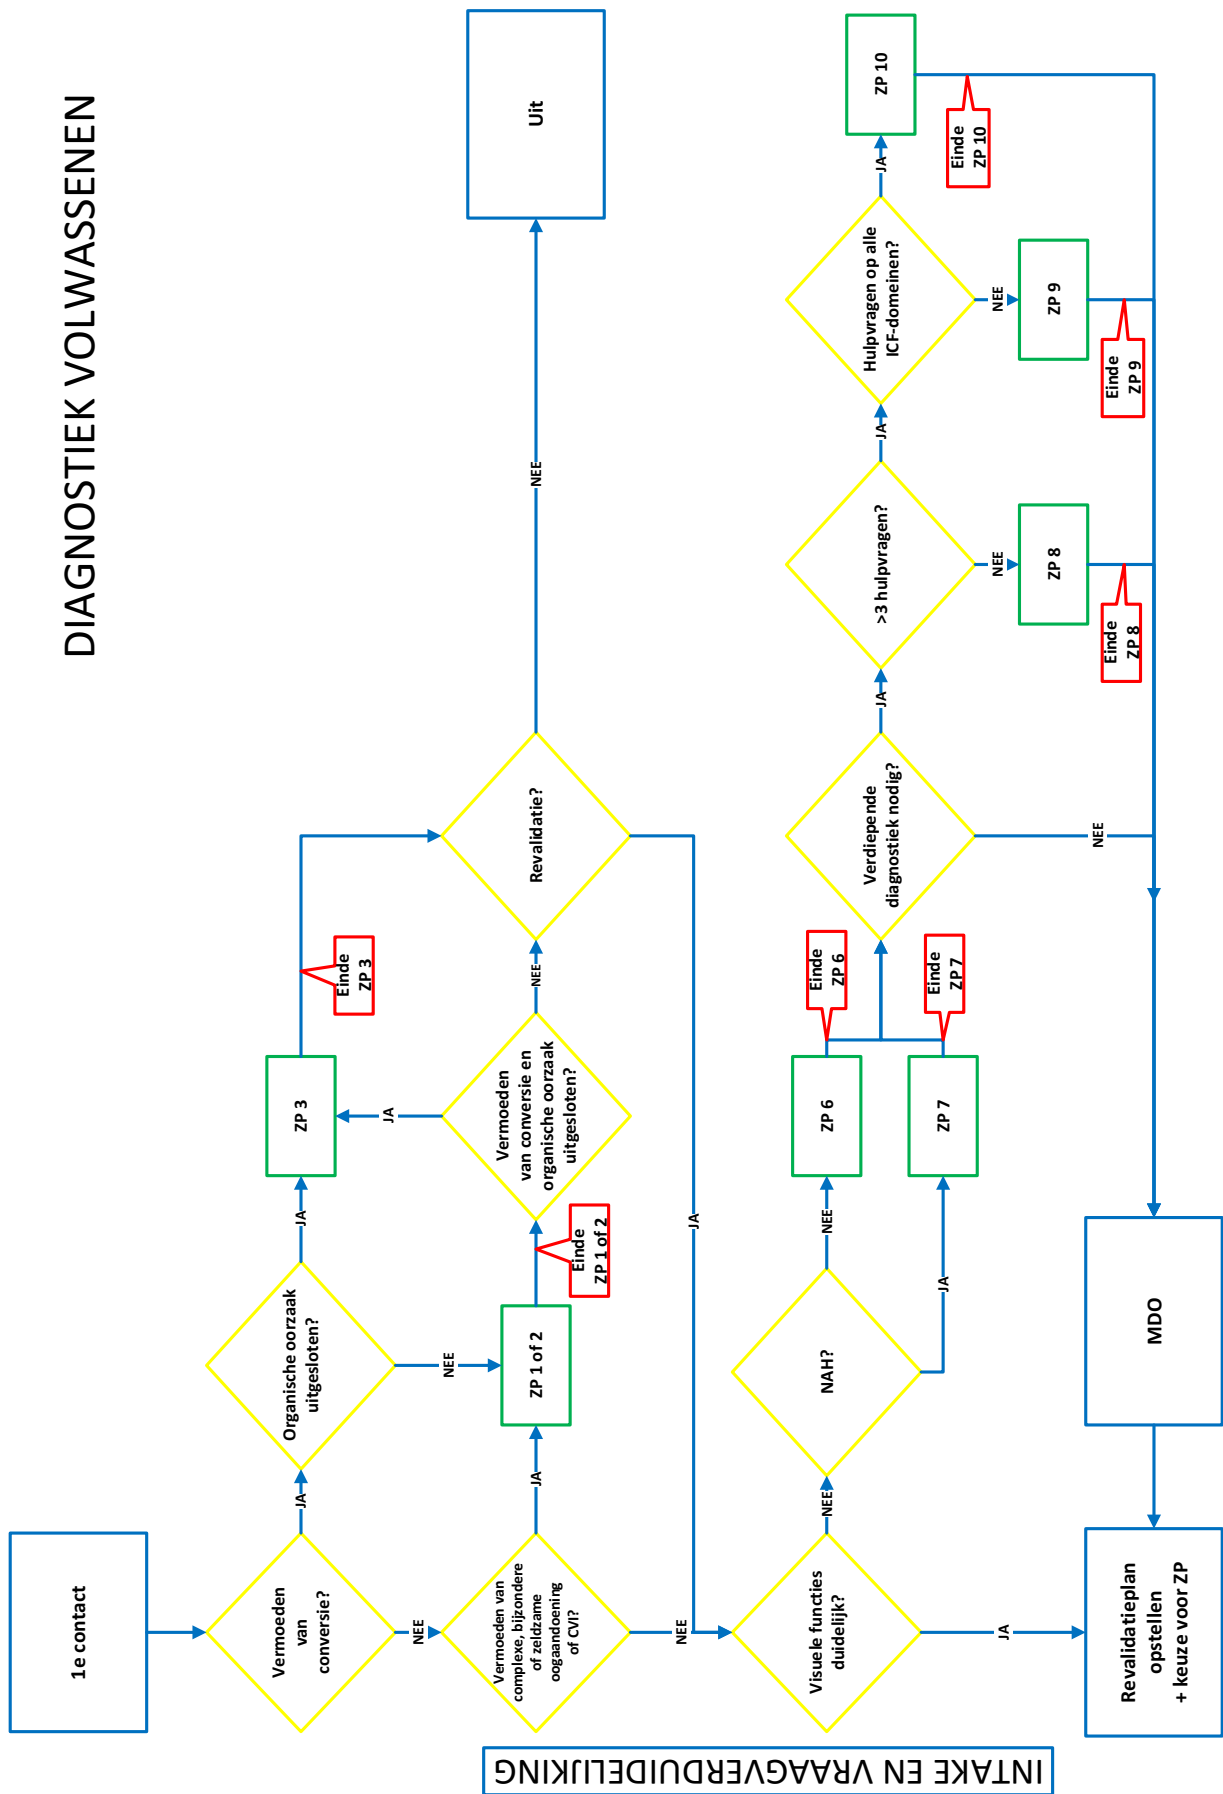 DIAGNOSTIEK VOLWASSENEN
INTAKE EN VRAAGVERDUIDELIJKING
1e contact
Vermoeden
van
conversie?
JA
NEE
Organische oorzaak
uitgesloten?
JA
NEE
ZP 3
Einde
ZP 3
Vermoeden van
complexe, bijzondere
of zeldzame
oogaandoening
of CVI?
JA
NEE
ZP 1 of 2
Einde
ZP 1 of 2
Vermoeden
van conversie en
organische oorzaak
uitgesloten?
JA
NEE
Revalidatie?
NEE
JA
Uit
Visuele functies
duidelijk?
NEE
JA
NAH?
NEE
JA
ZP 6
Einde
ZP 6
ZP 7
Einde
ZP 7
Verdiepende
diagnostiek nodig?
JA
NEE
>3 hulpvragen?
JA
NEE
ZP 8
Einde
ZP 8
Hulpvragen op alle
ICF-domeinen?
JA
NEE
ZP 9
Einde
ZP 9
ZP 10
Einde
ZP 10
MDO
Revalidatieplan
opstellen
+ keuze voor ZP